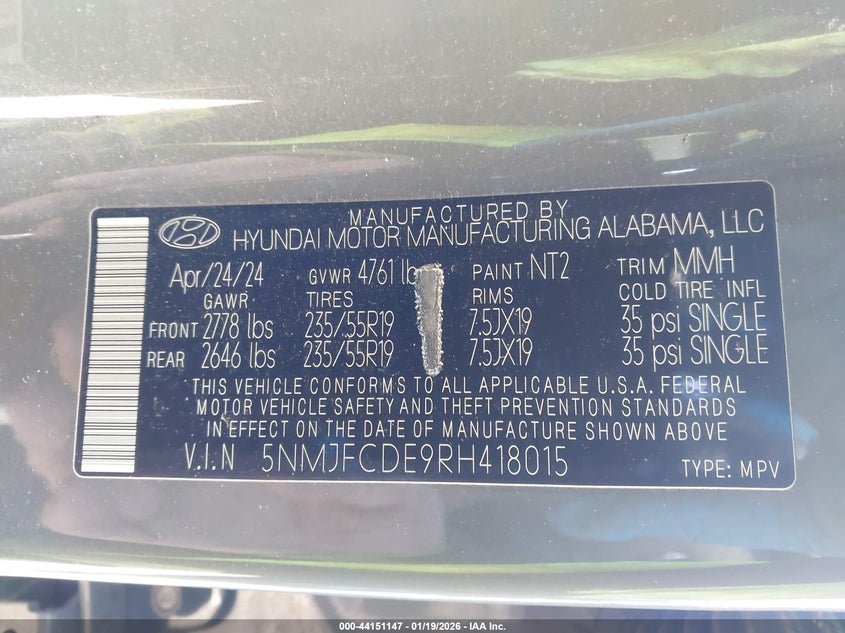 MANUFACTURED BY
HYUNDAI MOTOR MANUFACTURING ALABAMA, LLC
Apr/24/24 GVWR 4761 lb PAINT NT2 TRIM MMH
GAWR TIRES RIMS COLD TIRE INFL
FRONT 2778 lbs 235/55R19 7.5JX19 35 psi SINGLE
REAR 2646 lbs 235/55R19 7.5JX19 35 psi SINGLE
THIS VEHICLE CONFORMS TO ALL APPLICABLE U.S.A. FEDERAL
MOTOR VEHICLE SAFETY AND THEFT PREVENTION STANDARDS
IN EFFECT ON THE DATE OF MANUFACTURE SHOWN ABOVE
V.I.N 5NMJFCDE9RH418015 TYPE: MPV
000-44151147 - 01/19/2026 - IAA Inc.